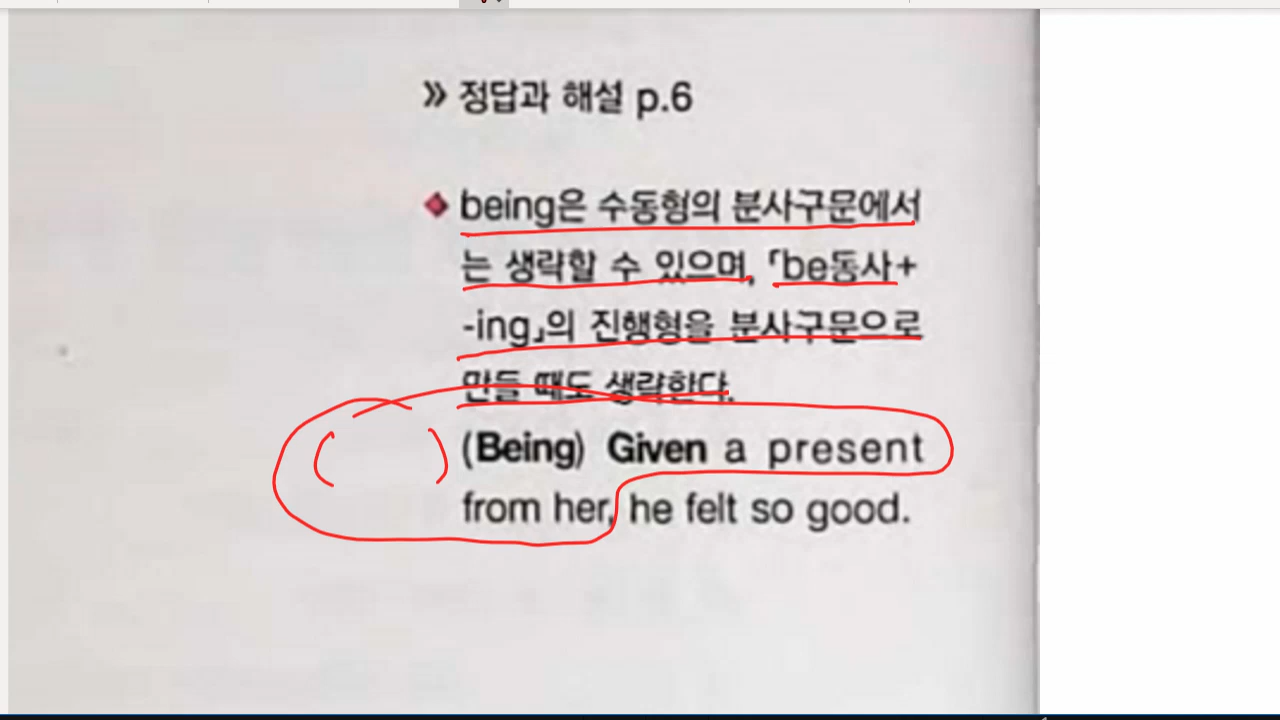 » 정답과 해설 p.6
◆ being은 수동형의 분사구문에서
는 생략할 수 있으며, 「be동사+
-ing」의 진행형을 분사구문으로
만들 때도 생략한다.
(Being) Given a present
from her, he felt so good.